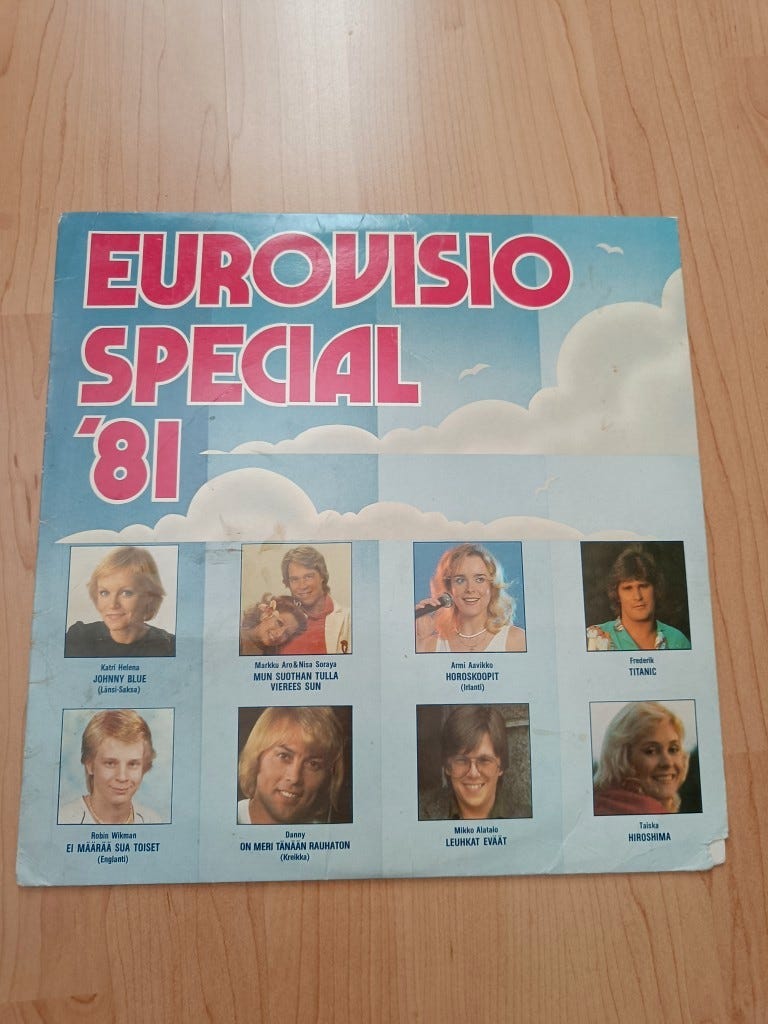 EUROVISIO
SPECIAL
'81
Katri Helena
JOHNNY BLUE
(Länsi-Saksa)
Markku Aro & Nisa Soraya
MUN SUOTHAN TULLA
VIEREES SUN
Armi Aavikko
HOROSKOOPIT
(Irlanti)
Frederik
TITANIC
Robin Wikman
EI MÄÄRÄÄ SUA TOISET
(Englanti)
Danny
ON MERI TÄNÄÄN RAUHATON
(Kreikka)
Mikko Alatalo
LEUHKAT EVÄÄT
Taiska
HIROSHIMA